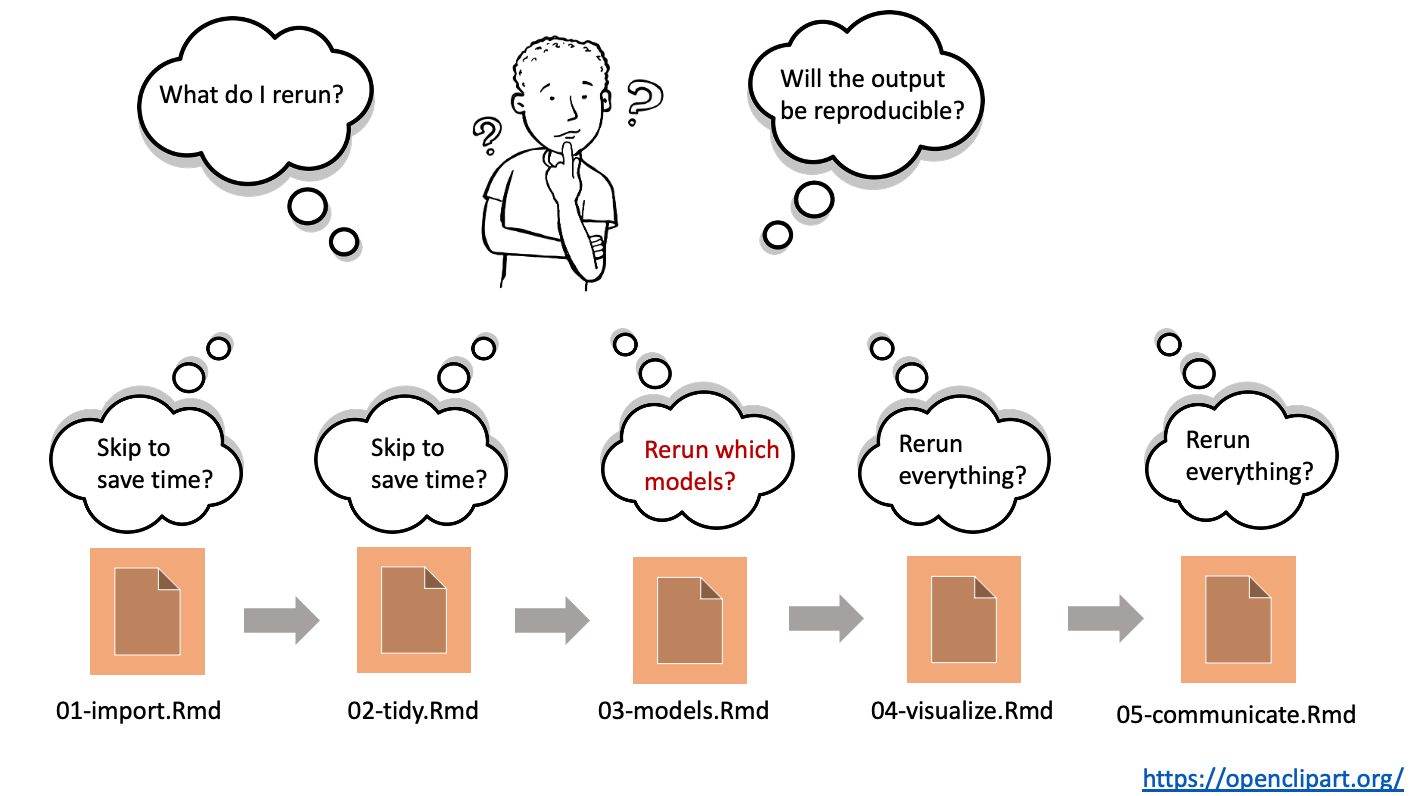 What do I rerun?
Will the output
be reproducible?
Skip to
save time?
Skip to
save time?
Rerun which
models?
Rerun
everything?
Rerun
everything?
01-import.Rmd
02-tidy.Rmd
03-models.Rmd
04-visualize.Rmd
05-communicate.Rmd
https://openclipart.org/